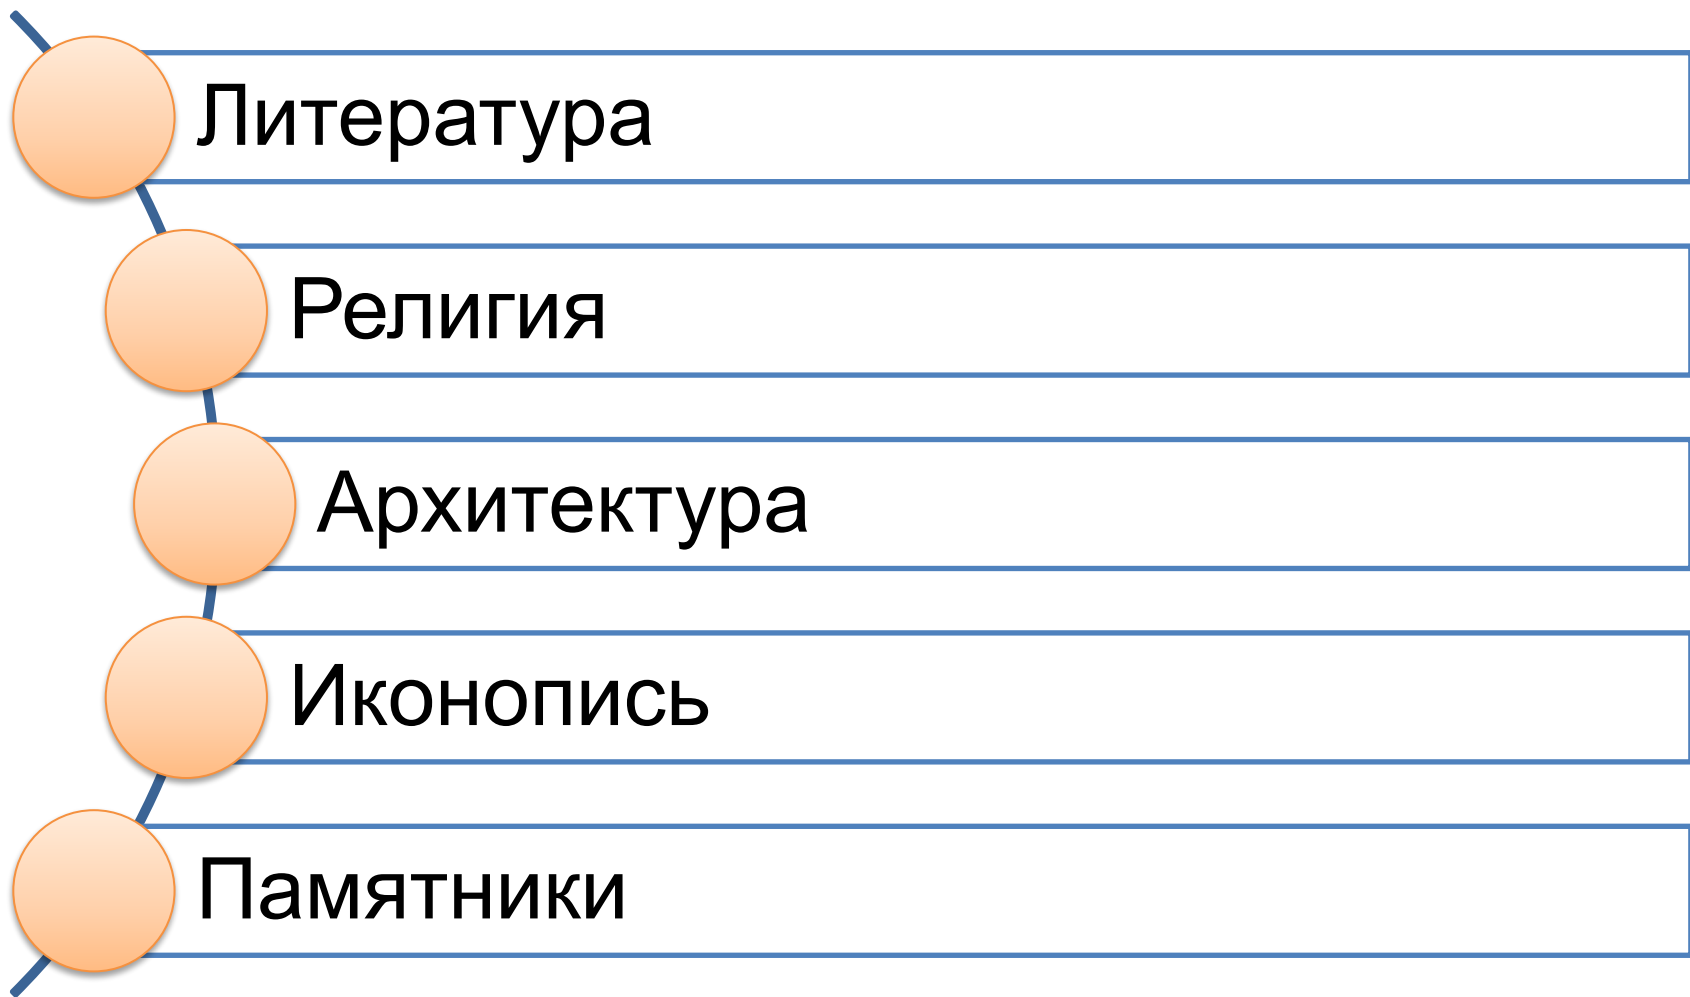 Литература
Религия
Архитектура
Иконопись
Памятники